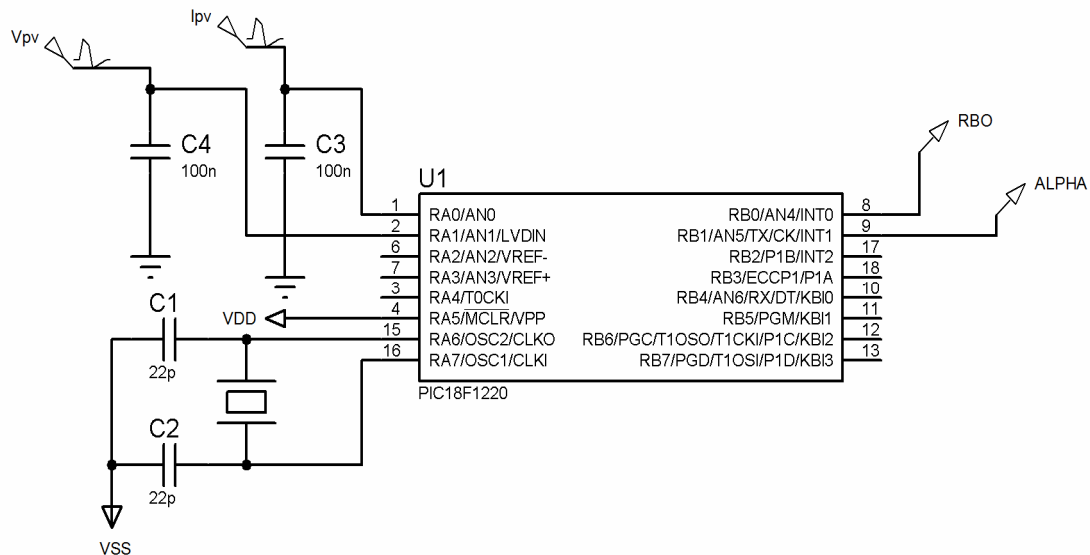 Ipv
Vpv
C4
100n
C3
100n
U1
1 RA0/AN0
2 RA1/AN1/LVDIN
6 RA2/AN2/VREF-
7 RA3/AN3/VREF+
3 RA4/T0CKI
4 RA5/MCLR/VPP
15 RA6/OSC2/CLKO
16 RA7/OSC1/CLKI
RB0/AN4/INT0 8
RB1/AN5/TX/CK/INT1 9
RB2/P1B/INT2 17
RB3/ECCP1/P1A 18
RB4/AN6/RX/DT/KBI0 10
RB5/PGM/KBI1 11
RB6/PGC/T1OSO/T1CKI/P1C/KBI2 12
RB7/PGD/T1OSI/P1D/KBI3 13
PIC18F1220
RBO
ALPHA
VDD
C1
22p
C2
22p
VSS